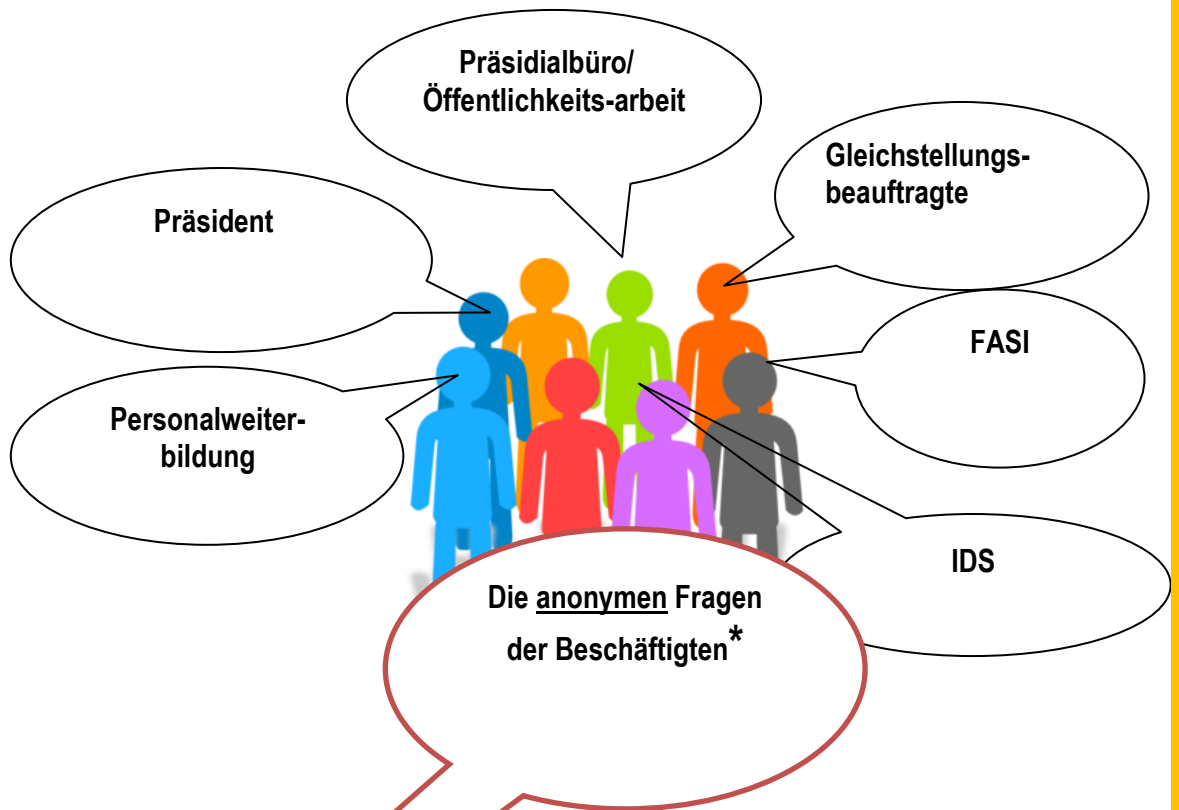 Präsidialbüro/
Öffentlichkeits-arbeit
Gleichstellungs-
beauftragte
Präsident
FASI
Personalweiter-
bildung
IDS
Die anonymen Fragen
der Beschäftigten*